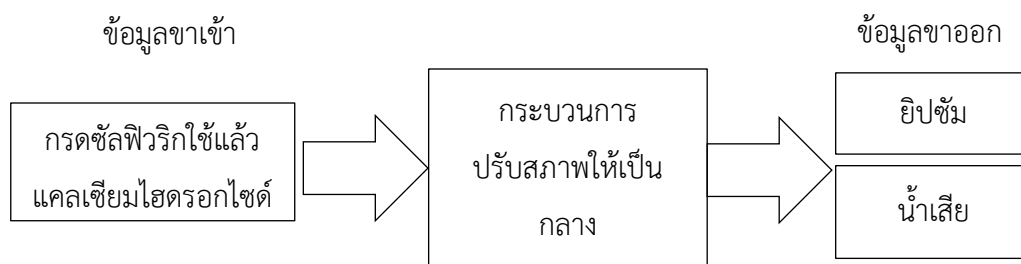 ข้อมูลขาเข้า
ข้อมูลขาออก
กรดซัลฟิวริกใช้แล้ว
แคลเซียมไฮดรอกไซด์
กระบวนการ
ปรับสภาพให้เป็น
กลาง
ยิปซัม
น้ำเสีย